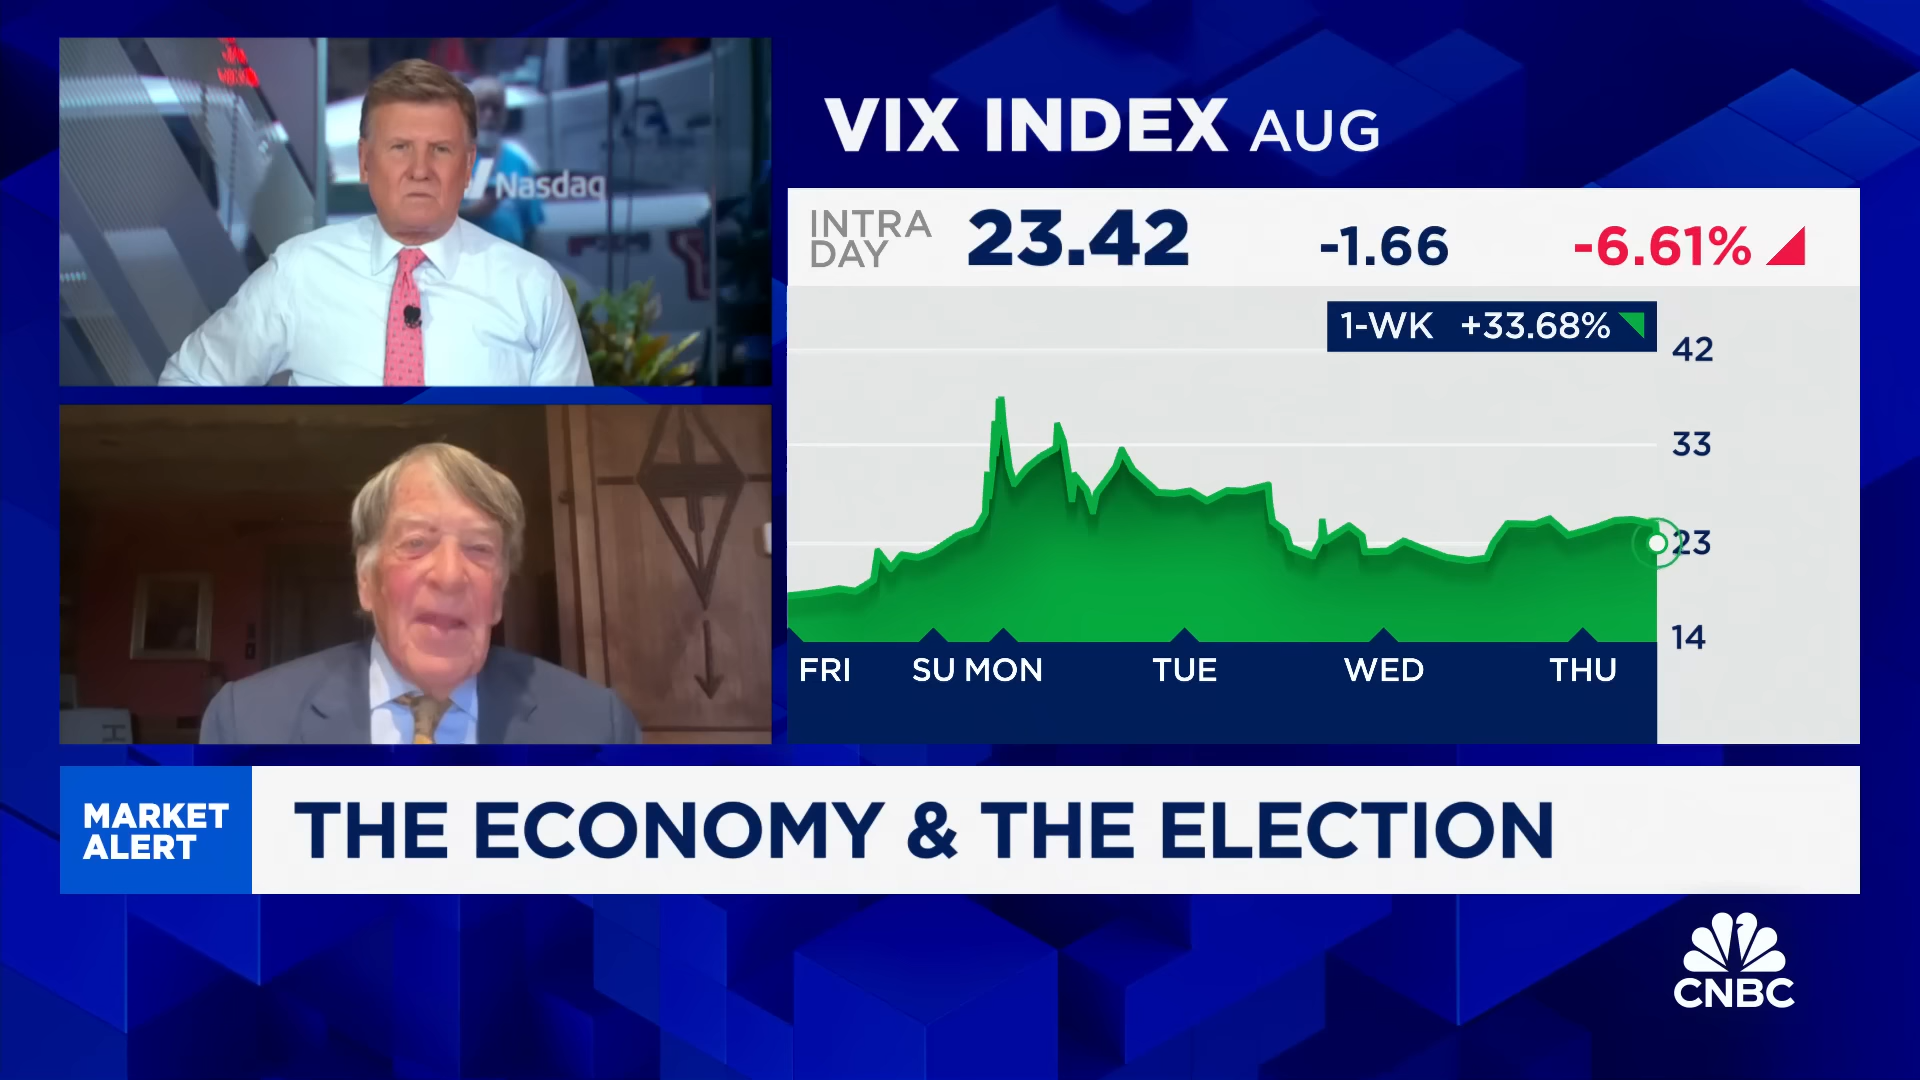 Nasdaq
VIX INDEX AUG
INTRA DAY 23.42 -1.66 -6.61%
1-WK +33.68%
42
33
23
14
FRI SU MON TUE WED THU
MARKET ALERT
THE ECONOMY & THE ELECTION
CNBC